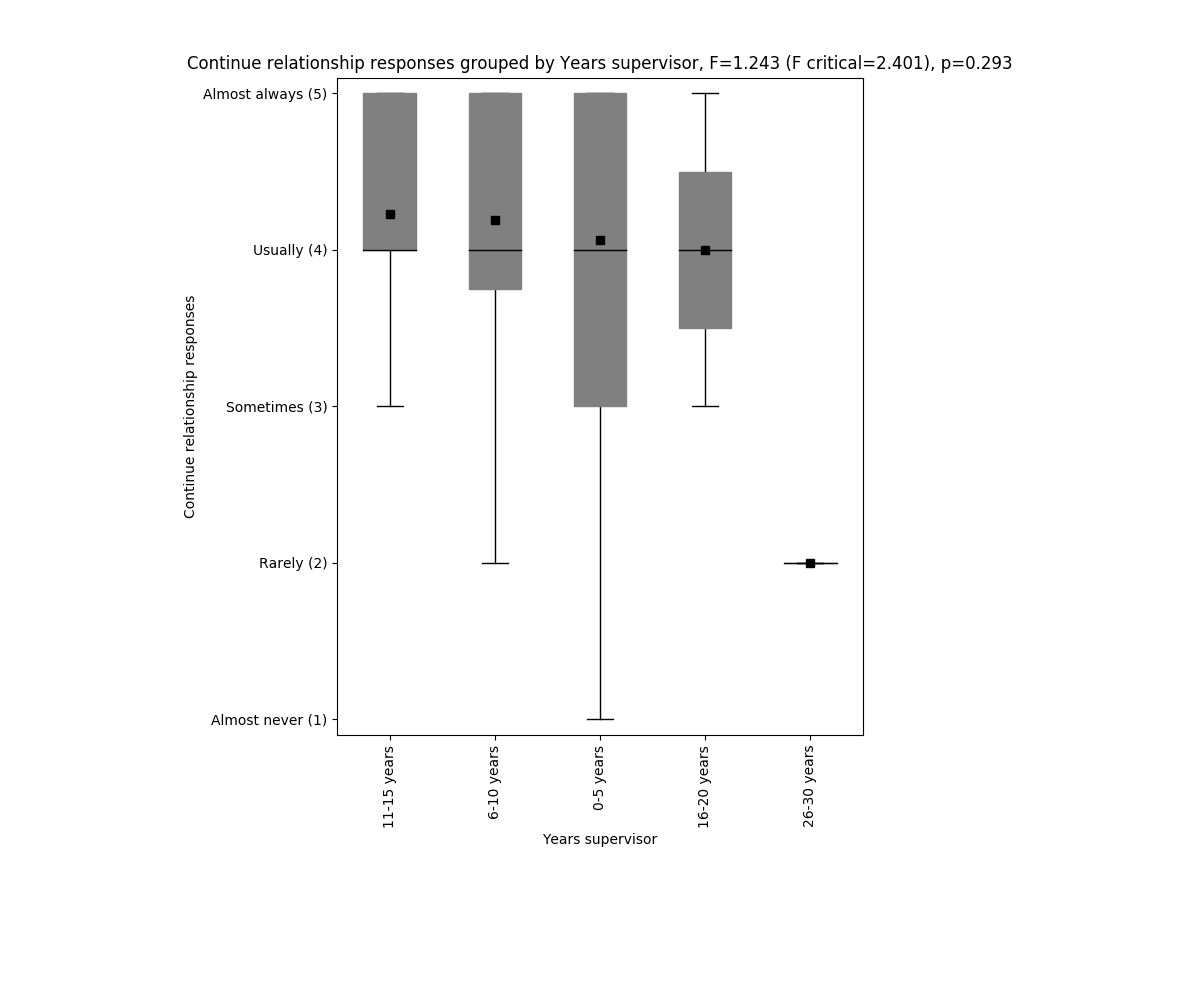 Continue relationship responses grouped by Years supervisor, F=1.243 (F critical=2.401), p=0.293
Almost always (5)
Usually (4)
Sometimes (3)
Rarely (2)
Almost never (1)
Continue relationship responses
11-15 years
6-10 years
0-5 years
16-20 years
26-30 years
Years supervisor